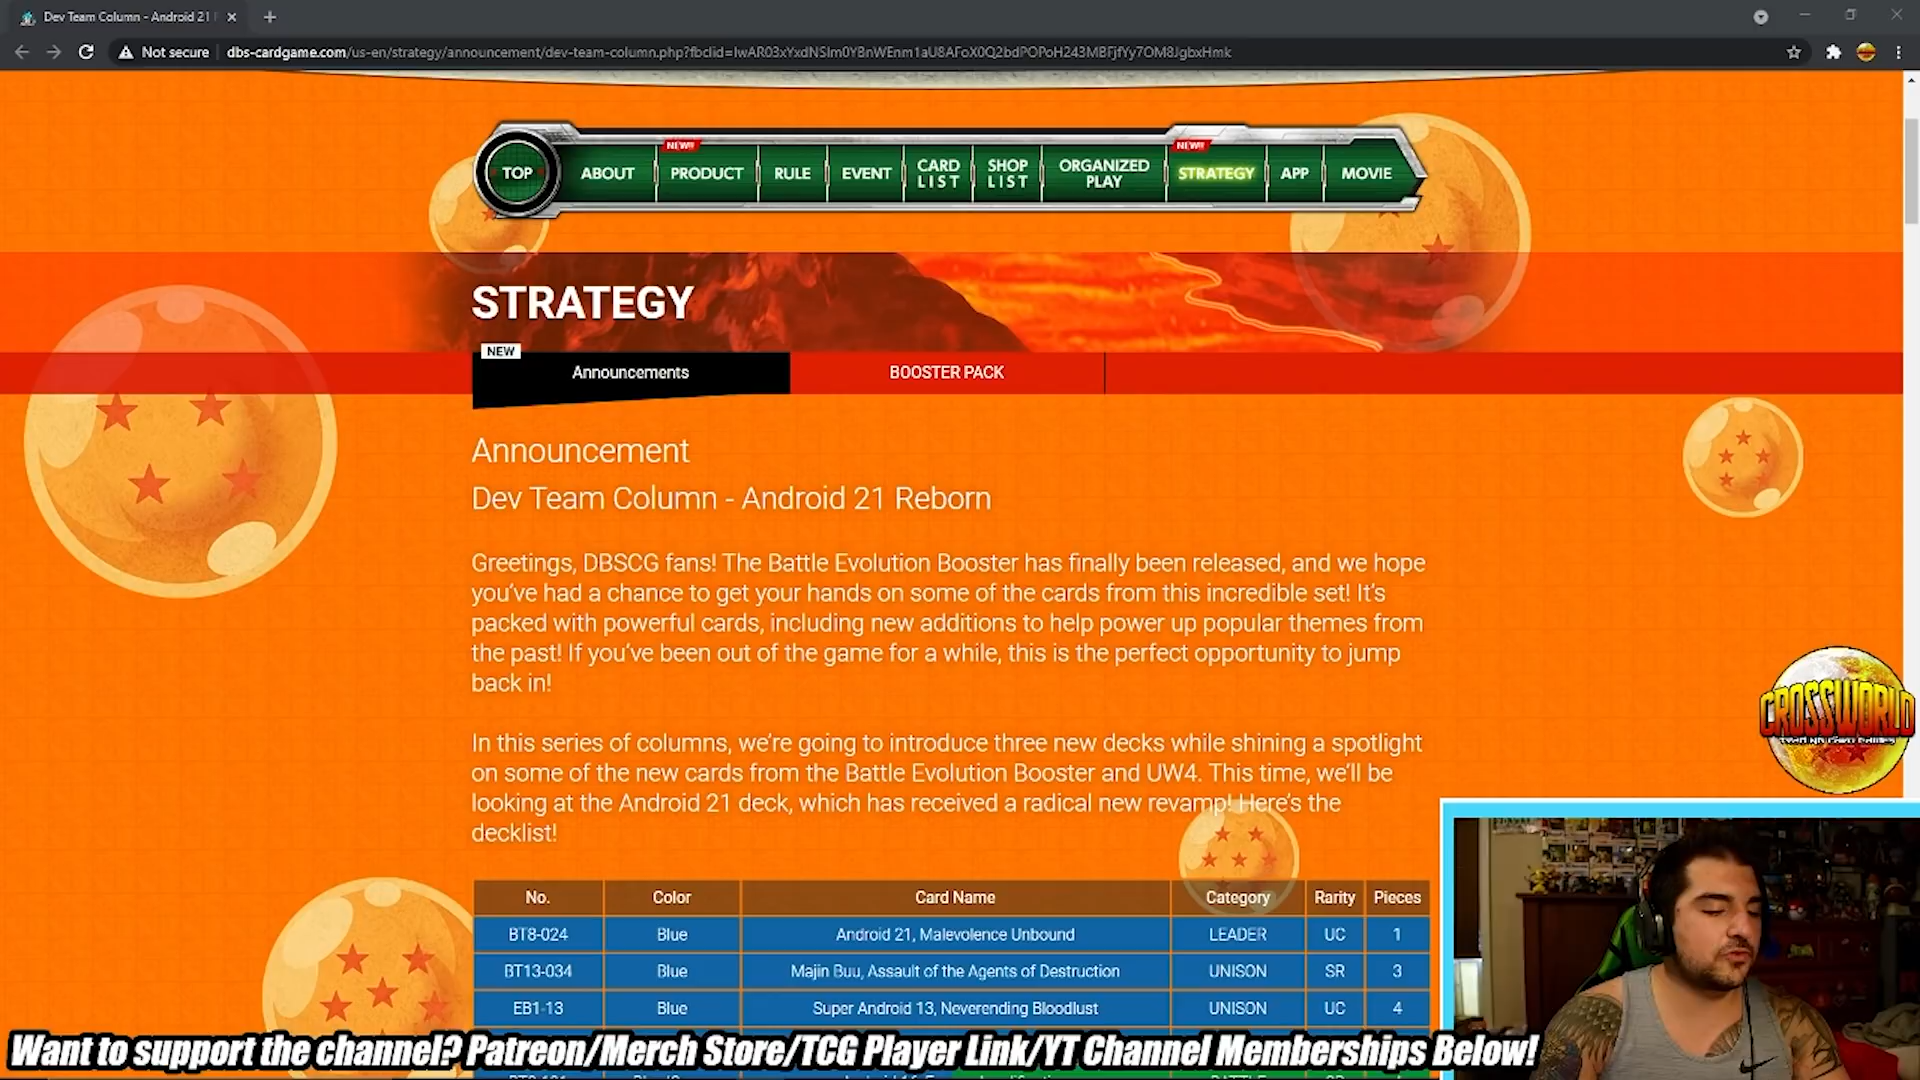 Dev Team Column - Android 21
Not secure
dbs-cardgame.com/us-en/strategy/announcement/dev-team-column.php?fbclid=IwAR03xYxdNSlm0YBnWEnm1aU8AFoX0Q2bdPOPoH243MBFjfYy7OM8JgbxHmk
NEW!!
NEW!!
TOP
ABOUT
PRODUCT
RULE
EVENT
CARD LIST
SHOP LIST
ORGANIZED PLAY
STRATEGY
APP
MOVIE
STRATEGY
NEW
Announcements
BOOSTER PACK
Announcement
Dev Team Column - Android 21 Reborn
Greetings, DBSCG fans! The Battle Evolution Booster has finally been released, and we hope
you've had a chance to get your hands on some of the cards from this incredible set! It's
packed with powerful cards, including new additions to help power up popular themes from
the past! If you've been out of the game for a while, this is the perfect opportunity to jump
back in!
In this series of columns, we're going to introduce three new decks while shining a spotlight
on some of the new cards from the Battle Evolution Booster and UW4. This time, we'll be
looking at the Android 21 deck, which has received a radical new revamp! Here's the
decklist!
No. Color Card Name Category Rarity Pieces
BT8-024 Blue Android 21, Malevolence Unbound LEADER UC 1
BT13-034 Blue Majin Buu, Assault of the Agents of Destruction UNISON SR 3
EB1-13 Blue Super Android 13, Neverending Bloodlust UNISON UC 4
CROSSWORLD
Want to support the channel? Patreon/Merch Store/TCG Player Link/YT Channel Memberships Below!